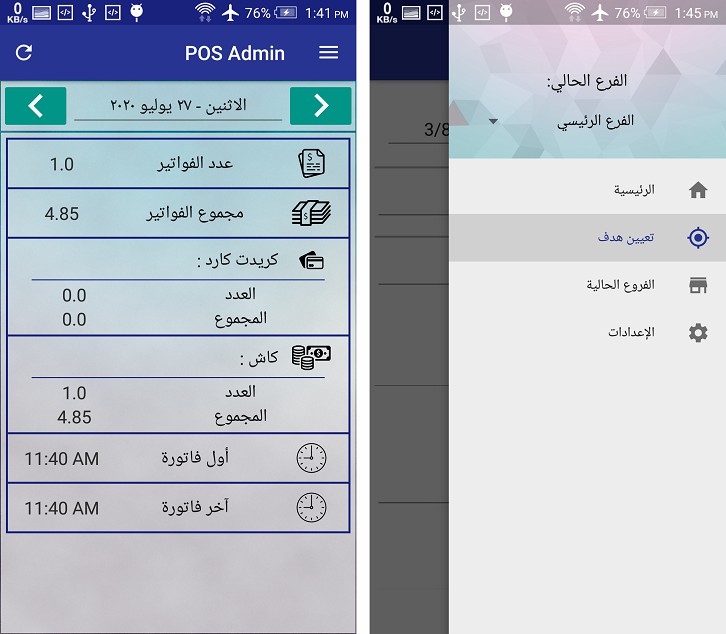 0
KB/s
76%
1:41 PM
POS Admin
الاثنين - ٢٧ يوليو ٢٠٢٠
عدد الفواتير 1.0
مجموع الفواتير 4.85
كريدت كارد :
العدد 0.0
المجموع 0.0
كاش :
العدد 1.0
المجموع 4.85
أول فاتورة 11:40 AM
آخر فاتورة 11:40 AM
0
KB/s
76%
1:45 PM
الفرع الحالي:
الفرع الرئيسي
3/8
الرئيسية
تعيين هدف
الفروع الحالية
الإعدادات